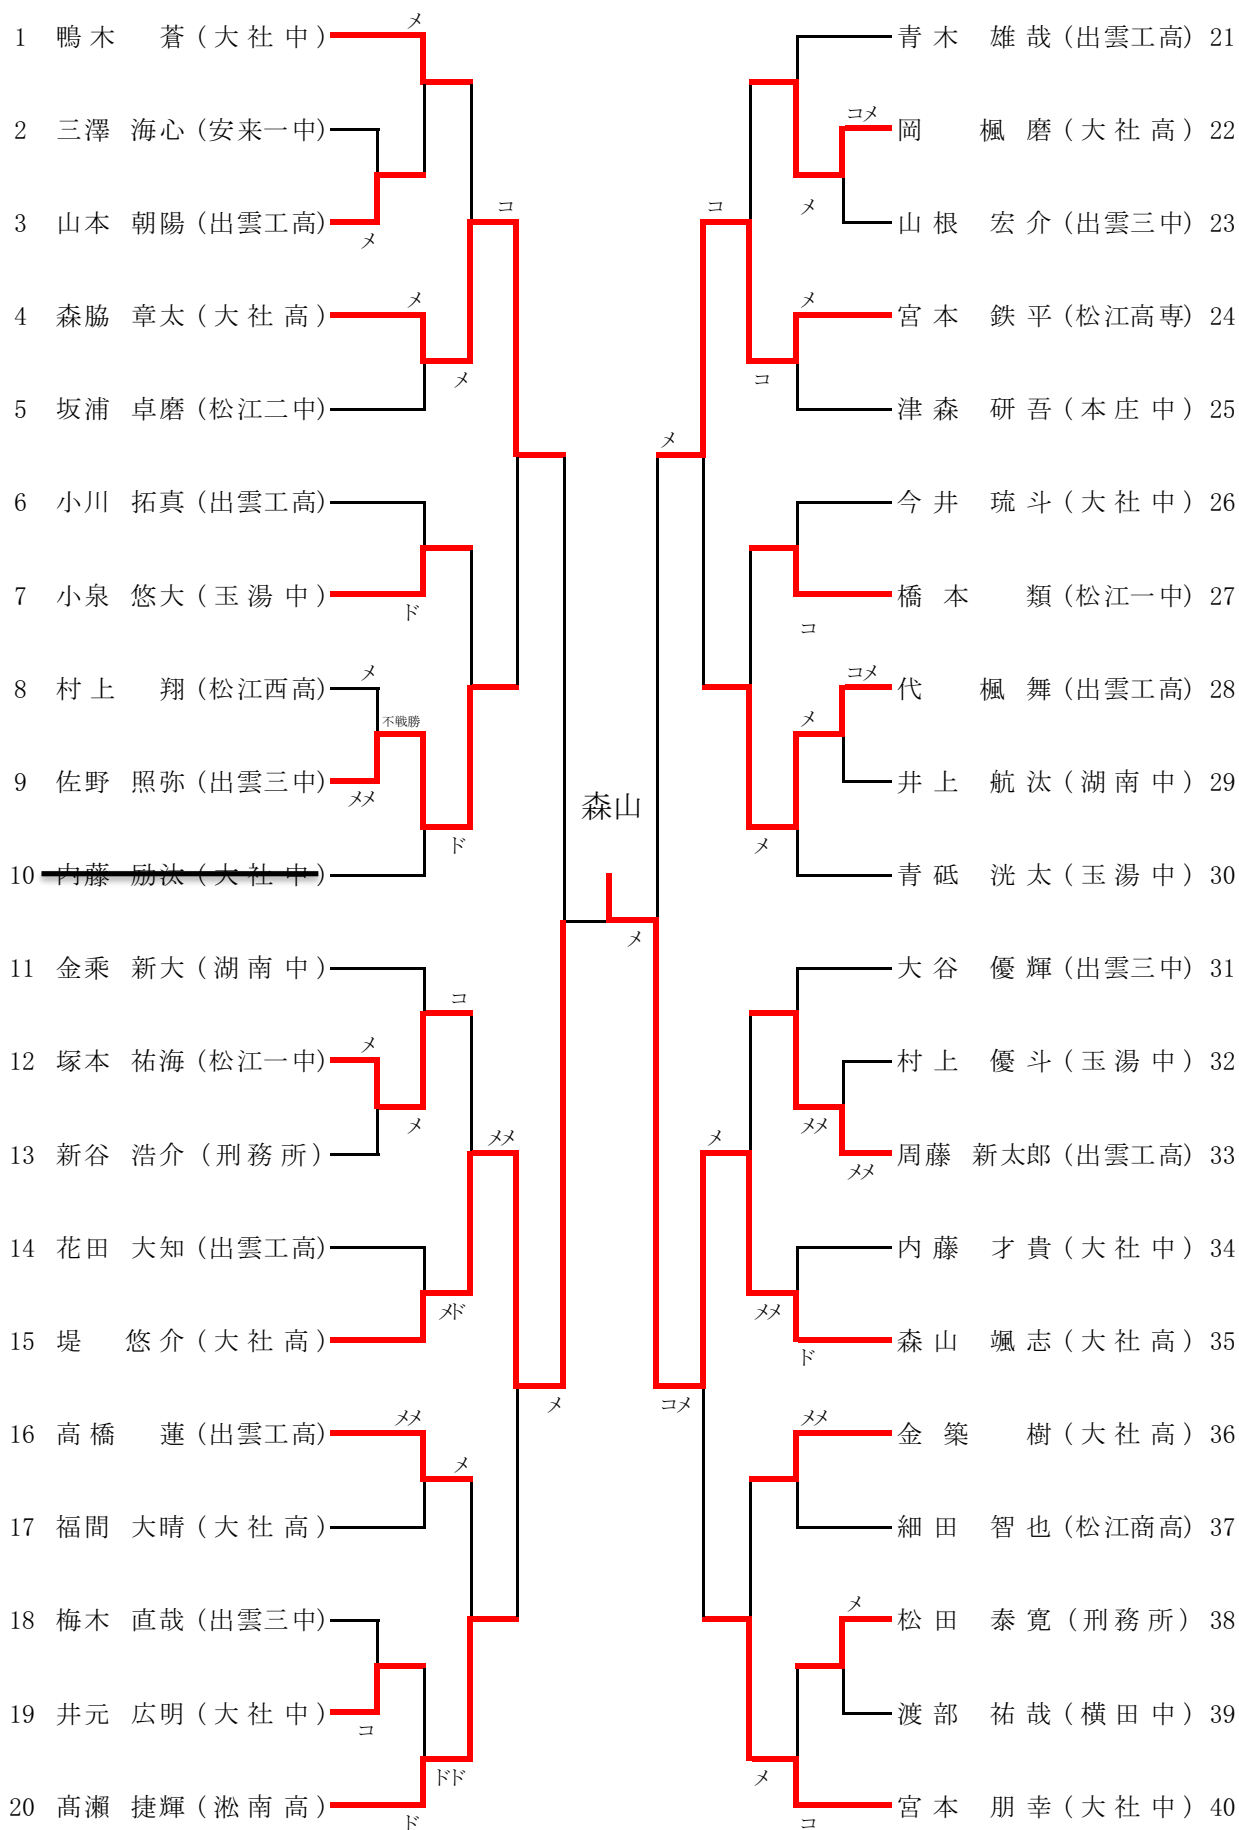 メ
1 鴨木 蒼 (大社中)
2 三澤 海心 (安来一中)
3 山本 朝陽 (出雲工高)
メ
コ
メ
4 森脇 章太 (大社高)
メ
5 坂浦 卓磨 (松江二中)
6 小川 拓真 (出雲工高)
7 小泉 悠大 (玉湯中)
ド
メ
8 村上 翔 (松江西高)
不戦勝
9 佐野 照弥 (出雲三中)
メメ
ド
10 内藤 励汰 (大社中)
11 金乘 新大 (湖南中)
コ
メ
12 塚本 祐海 (松江一中)
メ
13 新谷 浩介 (刑務所)
メメ
14 花田 大知 (出雲工高)
メド
15 堤 悠介 (大社高)
メ
メメ
16 高橋 蓮 (出雲工高)
メ
17 福間 大晴 (大社高)
18 梅木 直哉 (出雲三中)
19 井元 広明 (大社中)
コ
ドド
20 髙瀨 捷輝 (淞南高)
ド
森山
メ
青木 雄哉 (出雲工高) 21
コメ
岡 楓磨 (大社高) 22
メ
山根 宏介 (出雲三中) 23
コ
メ
宮本 鉄平 (松江高専) 24
コ
津森 研吾 (本庄中) 25
メ
今井 琉斗 (大社中) 26
橋本 類 (松江一中) 27
コ
コメ
代 楓舞 (出雲工高) 28
メ
井上 航汰 (湖南中) 29
メ
青砥 洸太 (玉湯中) 30
大谷 優輝 (出雲三中) 31
村上 優斗 (玉湯中) 32
メメ
周藤 新太郎 (出雲工高) 33
メメ
メ
内藤 才貴 (大社中) 34
メメ
森山 颯志 (大社高) 35
ド
コメ
メメ
金築 樹 (大社高) 36
細田 智也 (松江商高) 37
メ
松田 泰寛 (刑務所) 38
渡部 祐哉 (横田中) 39
メ
宮本 朋幸 (大社中) 40
コ